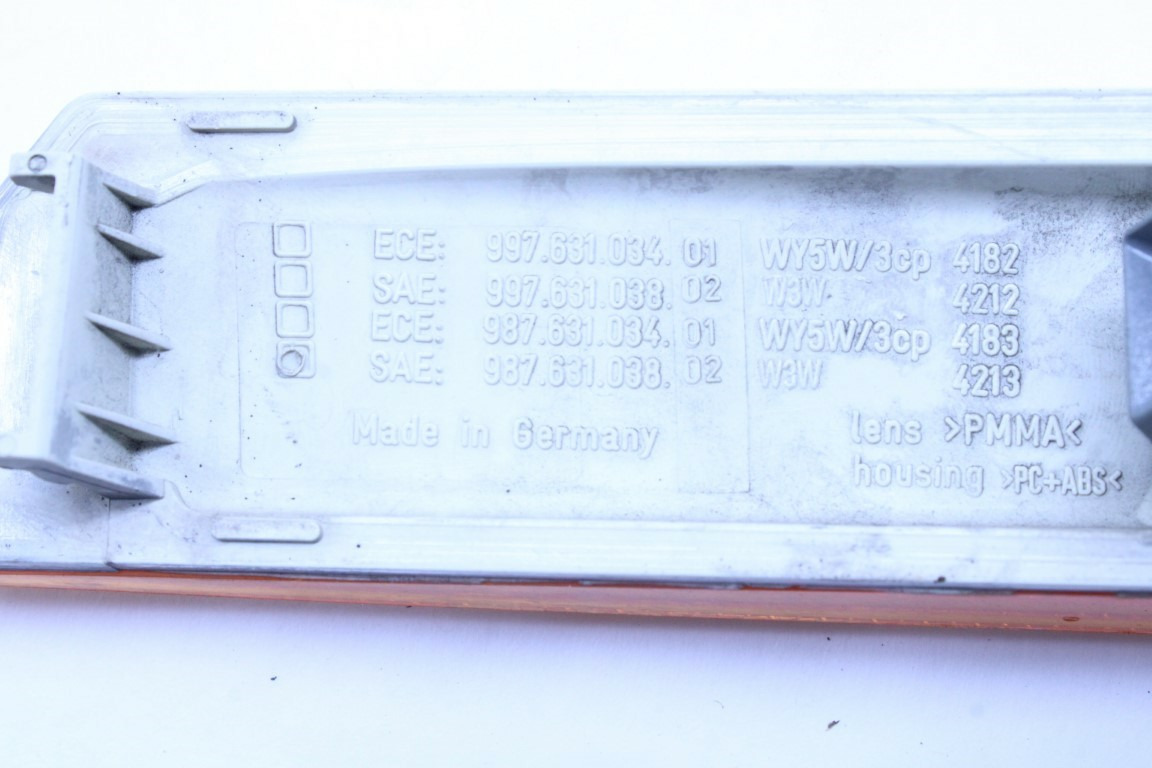 ECE: 997.631.034. 01 WY5W/3cp 4182
SAE: 997.631.038. 02 W3W 4212
ECE: 987.631.034. 01 WY5W/3cp 4183
SAE: 987.631.038. 02 W3W 4213
Made in Germany
lens >PMMA<
housing >PC+ABS<